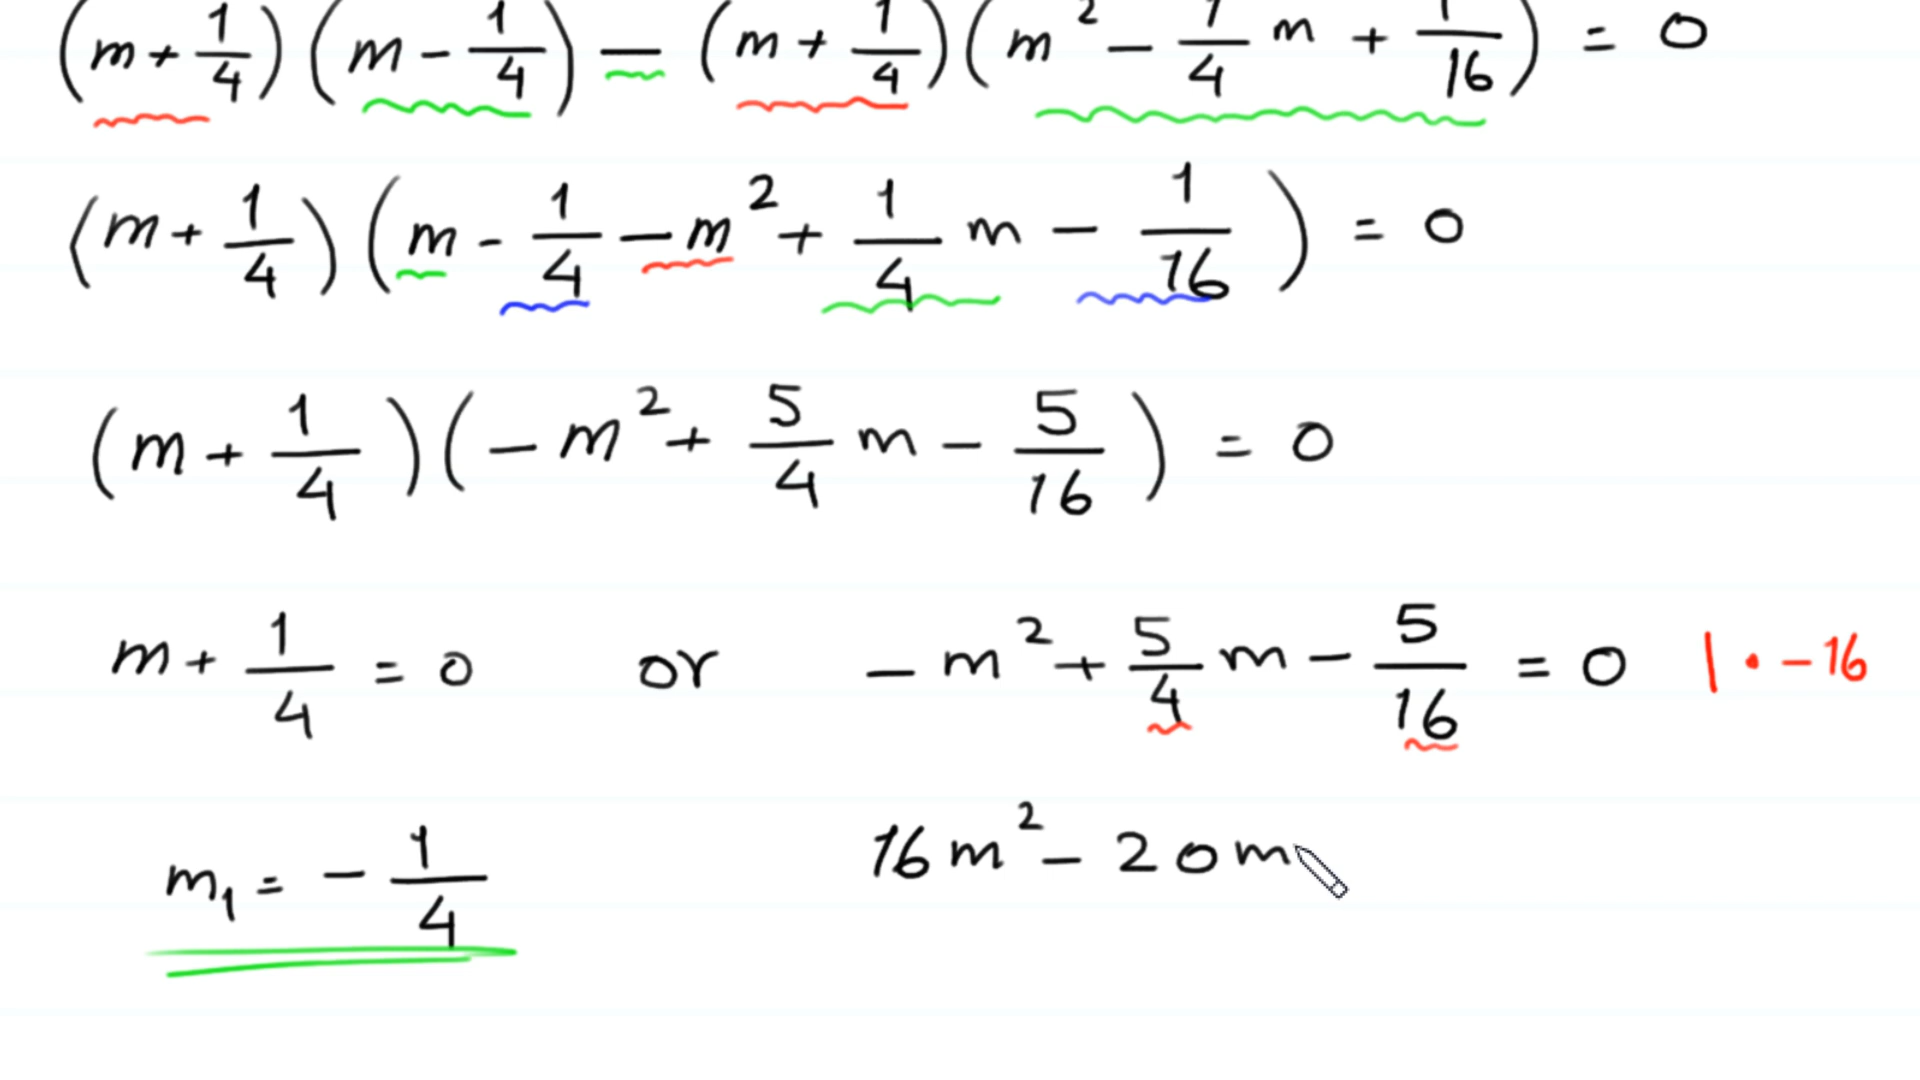 (m + 1/4)(m - 1/4) - (m + 1/4)(m² - 1/4 m + 1/16) = 0
(m + 1/4)(m - 1/4 - m² + 1/4 m - 1/16) = 0
(m + 1/4)(- m² + 5/4 m - 5/16) = 0
m + 1/4 = 0 or - m² + 5/4 m - 5/16 = 0 | · -16
m₁ = - 1/4 16m² - 20m